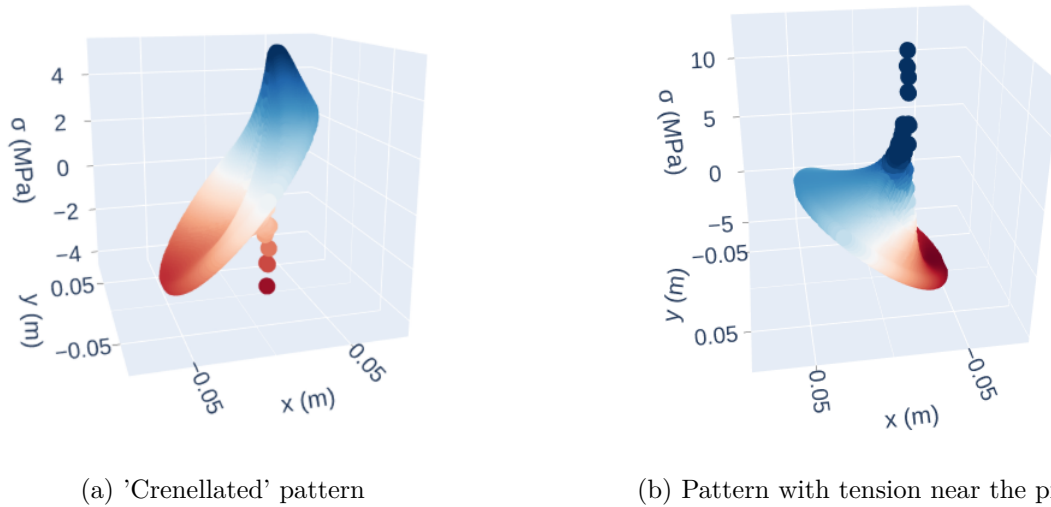 4
2
0
−2
−4
σ (MPa)
0.05
−0.05
y (m)
−0.05
0.05
x (m)
10
5
0
−5
σ (MPa)
−0.05
0.05
y (m)
0.05
−0.05
x (m)
(a) 'Crenellated' pattern
(b) Pattern with tension near the